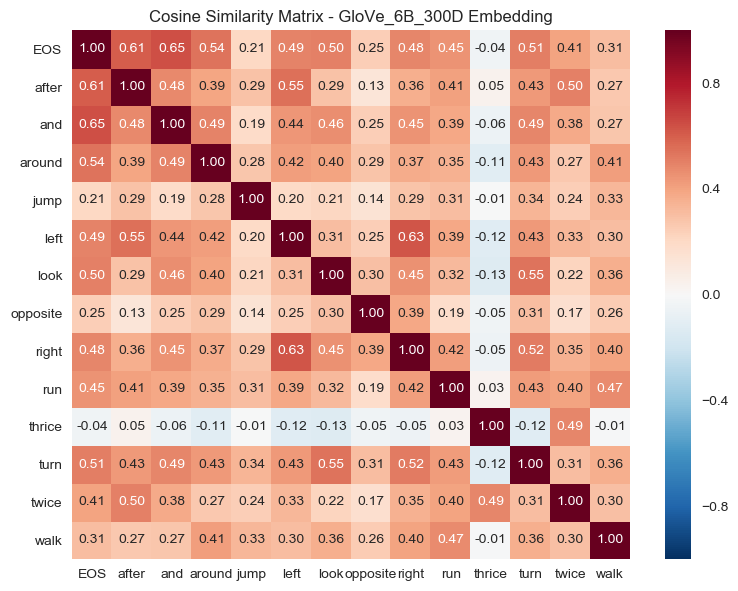 Cosine Similarity Matrix - GloVe_6B_300D Embedding
EOS 1.00 0.61 0.65 0.54 0.21 0.49 0.50 0.25 0.48 0.45 -0.04 0.51 0.41 0.31
after 0.61 1.00 0.48 0.39 0.29 0.55 0.29 0.13 0.36 0.41 0.05 0.43 0.50 0.27
and 0.65 0.48 1.00 0.49 0.19 0.44 0.46 0.25 0.45 0.39 -0.06 0.49 0.38 0.27
around 0.54 0.39 0.49 1.00 0.28 0.42 0.40 0.29 0.37 0.35 -0.11 0.43 0.27 0.41
jump 0.21 0.29 0.19 0.28 1.00 0.20 0.21 0.14 0.29 0.31 -0.01 0.34 0.24 0.33
left 0.49 0.55 0.44 0.42 0.20 1.00 0.31 0.25 0.63 0.39 -0.12 0.43 0.33 0.30
look 0.50 0.29 0.46 0.40 0.21 0.31 1.00 0.30 0.45 0.32 -0.13 0.55 0.22 0.36
opposite 0.25 0.13 0.25 0.29 0.14 0.25 0.30 1.00 0.39 0.19 -0.05 0.31 0.17 0.26
right 0.48 0.36 0.45 0.37 0.29 0.63 0.45 0.39 1.00 0.42 -0.05 0.52 0.35 0.40
run 0.45 0.41 0.39 0.35 0.31 0.39 0.32 0.19 0.42 1.00 0.03 0.43 0.40 0.47
thrice -0.04 0.05 -0.06 -0.11 -0.01 -0.12 -0.13 -0.05 -0.05 0.03 1.00 -0.12 0.49 -0.01
turn 0.51 0.43 0.49 0.43 0.34 0.43 0.55 0.31 0.52 0.43 -0.12 1.00 0.31 0.36
twice 0.41 0.50 0.38 0.27 0.24 0.33 0.22 0.17 0.35 0.40 0.49 0.31 1.00 0.30
walk 0.31 0.27 0.27 0.41 0.33 0.30 0.36 0.26 0.40 0.47 -0.01 0.36 0.30 1.00
EOS after and around jump left look opposite right run thrice turn twice walk
0.8
0.4
0.0
−0.4
−0.8